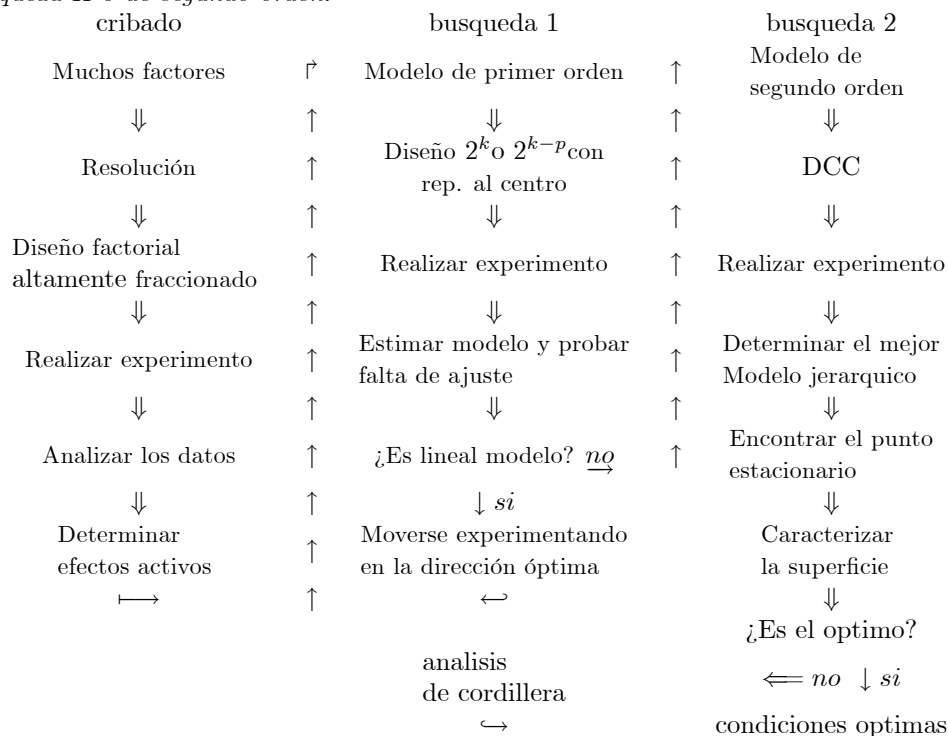 cribado busqueda 1 busqueda 2
Muchos factores ↱ Modelo de primer orden ↑ Modelo de
segundo orden
⇓ ↑ ⇓ ↑ ⇓
Resolución ↑ Diseño 2^k o 2^{k−p} con
rep. al centro ↑ DCC
⇓ ↑ ⇓ ↑ ⇓
Diseño factorial
altamente fraccionado ↑ Realizar experimento ↑ Realizar experimento
⇓ ↑ ⇓ ↑ ⇓
Realizar experimento ↑ Estimar modelo y probar
falta de ajuste ↑ Determinar el mejor
Modelo jerarquico
⇓ ↑ ⇓ ↑ ⇓
Analizar los datos ↑ ¿Es lineal modelo? no → ↑ Encontrar el punto
estacionario
⇓ ↑ ↓ si ⇓
Determinar
efectos activos ↑ Moverse experimentando
en la dirección óptima Caracterizar
la superficie
⟼ ↑ ↩ ⇓
¿Es el optimo?
analisis
de cordillera ⟸ no ↓ si
↪ condiciones optimas